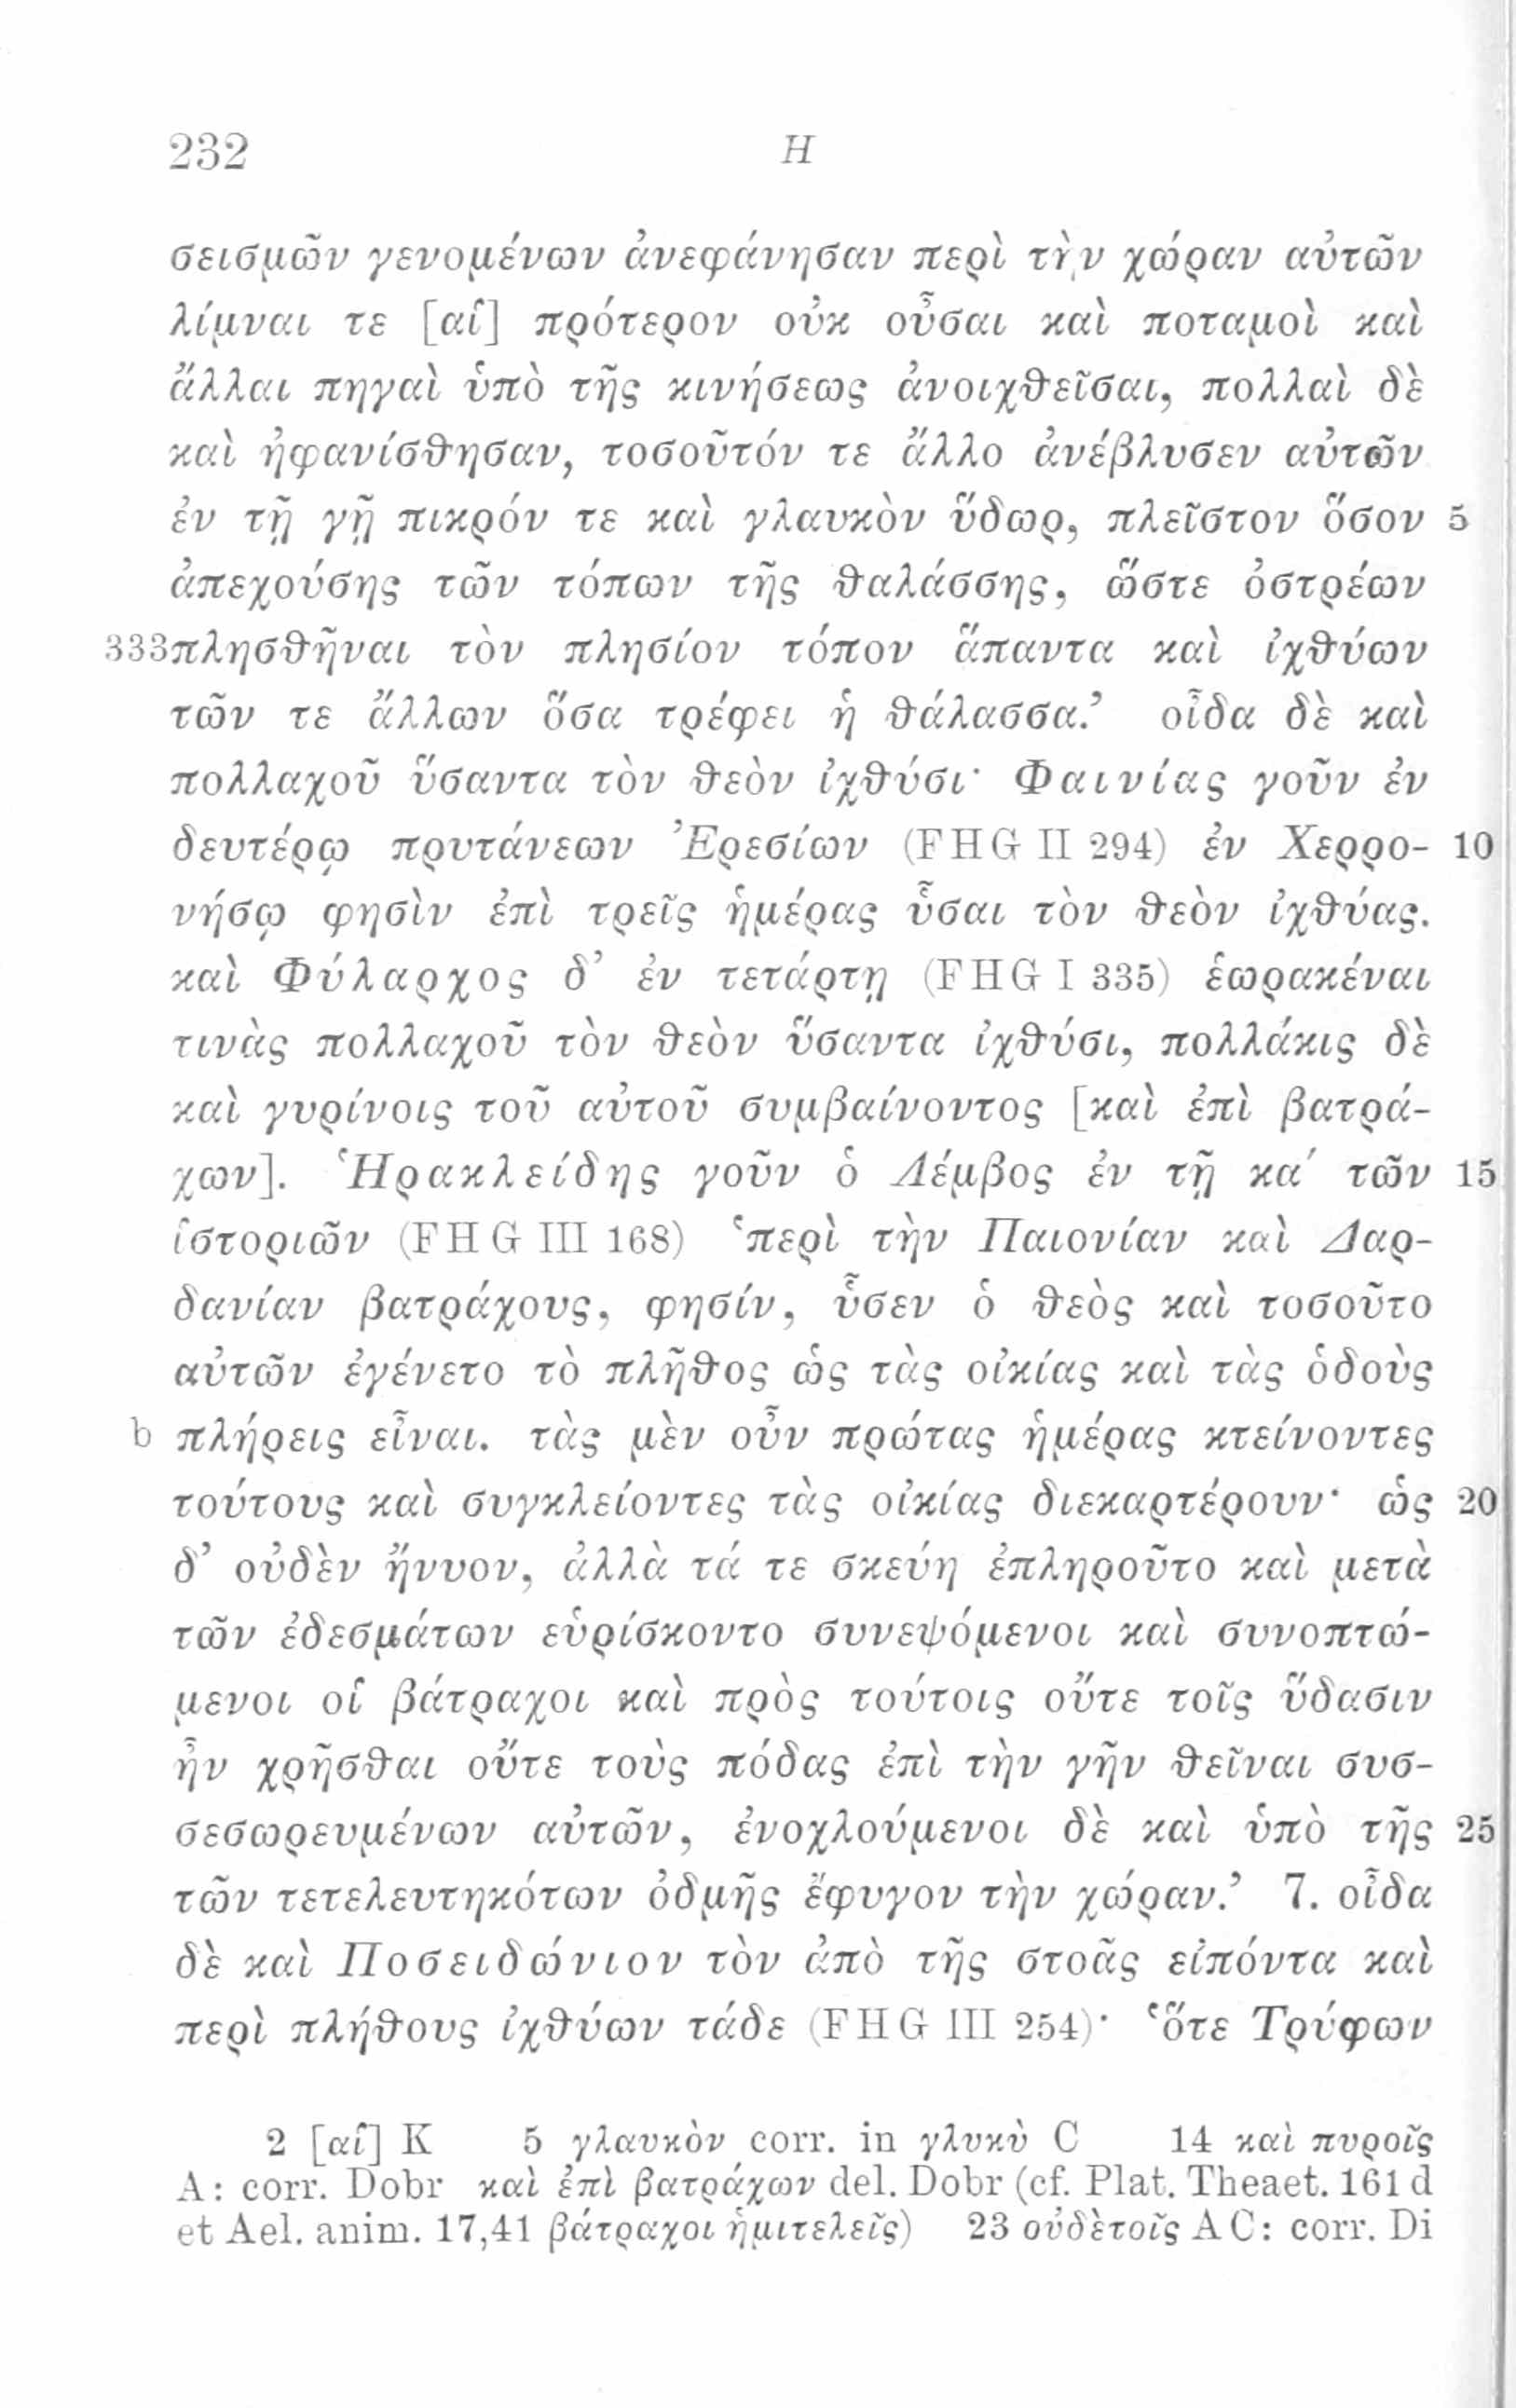 232 Η
σεισμῶν γενομένων ἀνεφάνησαν περὶ τὴν χώραν αὐτῶν
λίμναι τε [αἱ] πρότερον οὐκ οὖσαι καὶ ποταμοὶ καὶ
ἄλλαι πηγαὶ ὑπὸ τῆς κινήσεως ἀνοιχθεῖσαι, πολλαὶ δὲ
καὶ ἠφανίσθησαν, τοσοῦτόν τε ἄλλο ἀνέβλυσεν αὐτῶν
ἐν τῇ γῇ πικρόν τε καὶ γλαυκὸν ὕδωρ, πλεῖστον ὅσον 5
ἀπεχούσης τῶν τόπων τῆς θαλάσσης, ὥστε ὀστρέων
333 πλησθῆναι τὸν πλησίον τόπον ἅπαντα καὶ ἰχθύων
τῶν τε ἄλλων ὅσα τρέφει ἡ θάλασσα.’ οἶδα δὲ καὶ
πολλαχοῦ ὕσαντα τὸν θεὸν ἰχθύσι· Φαινίας γοῦν ἐν
δευτέρῳ πρυτάνεων Ἐρεσίων (FHG II 294) ἐν Χερρο- 10
νήσῳ φησὶν ἐπὶ τρεῖς ἡμέρας ὗσαι τὸν θεὸν ἰχθύας.
καὶ Φύλαρχος δ’ ἐν τετάρτῃ (FHG I 335) ἑωρακέναι
τινὰς πολλαχοῦ τὸν θεὸν ὕσαντα ἰχθύσι, πολλάκις δὲ
καὶ γυρίνοις τοῦ αὐτοῦ συμβαίνοντος [καὶ ἐπὶ βατρά-
χων]. Ἡρακλείδης γοῦν ὁ Λέμβος ἐν τῇ κα′ τῶν 15
ἱστοριῶν (FHG III 168) ‘περὶ τὴν Παιονίαν καὶ Δαρ-
δανίαν βατράχους, φησίν, ὗσεν ὁ θεὸς καὶ τοσοῦτο
αὐτῶν ἐγένετο τὸ πλῆθος ὡς τὰς οἰκίας καὶ τὰς ὁδοὺς
b πλήρεις εἶναι. τὰς μὲν οὖν πρώτας ἡμέρας κτείνοντες
τούτους καὶ συγκλείοντες τὰς οἰκίας διεκαρτέρουν· ὡς 20
δ’ οὐδὲν ἤνυον, ἀλλὰ τά τε σκεύη ἐπληροῦτο καὶ μετὰ
τῶν ἐδεσμάτων εὑρίσκοντο συνεψόμενοι καὶ συνοπτώ-
μενοι οἱ βάτραχοι καὶ πρὸς τούτοις οὔτε τοῖς ὕδασιν
ἦν χρῆσθαι οὔτε τοὺς πόδας ἐπὶ τὴν γῆν θεῖναι συσ-
σεσωρευμένων αὐτῶν, ἐνοχλούμενοι δὲ καὶ ὑπὸ τῆς 25
τῶν τετελευτηκότων ὀδμῆς ἔφυγον τὴν χώραν.’ 7. οἶδα
δὲ καὶ Ποσειδώνιον τὸν ἀπὸ τῆς στοᾶς εἰπόντα καὶ
περὶ πλήθους ἰχθύων τάδε (FHG III 254)· ‘ὅτε Τρύφων
2 [αἱ] K 5 γλαυκὸν corr. in γλυκὺ C 14 καὶ πυροῖς
A: corr. Dobr καὶ ἐπὶ βατράχων del. Dobr (cf. Plat. Theaet. 161 d
et Ael. anim. 17,41 βάτραχοι ἡμιτελεῖς) 23 οὐδὲτοῖς AC: corr. Di